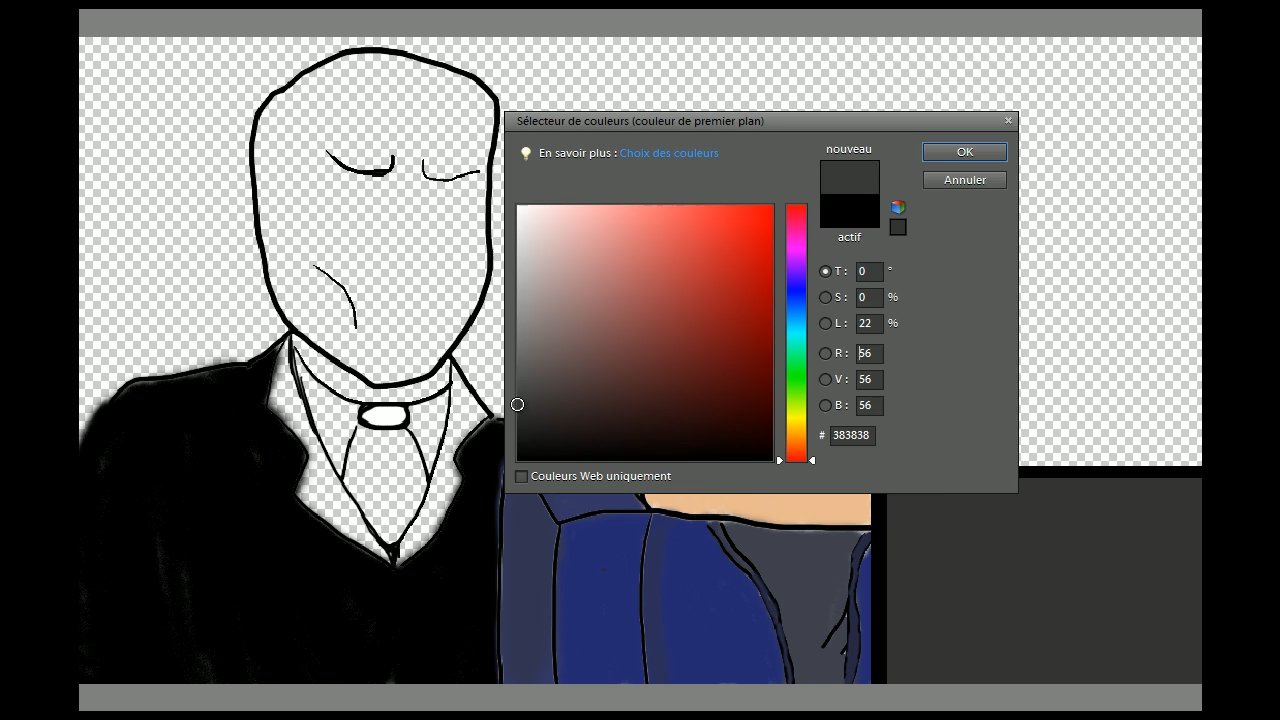 Sélecteur de couleurs (couleur de premier plan)
En savoir plus : Choix des couleurs
nouveau
actif
OK
Annuler
T : 0 °
S : 0 %
L : 22 %
R : 56
V : 56
B : 56
# 383838
Couleurs Web uniquement